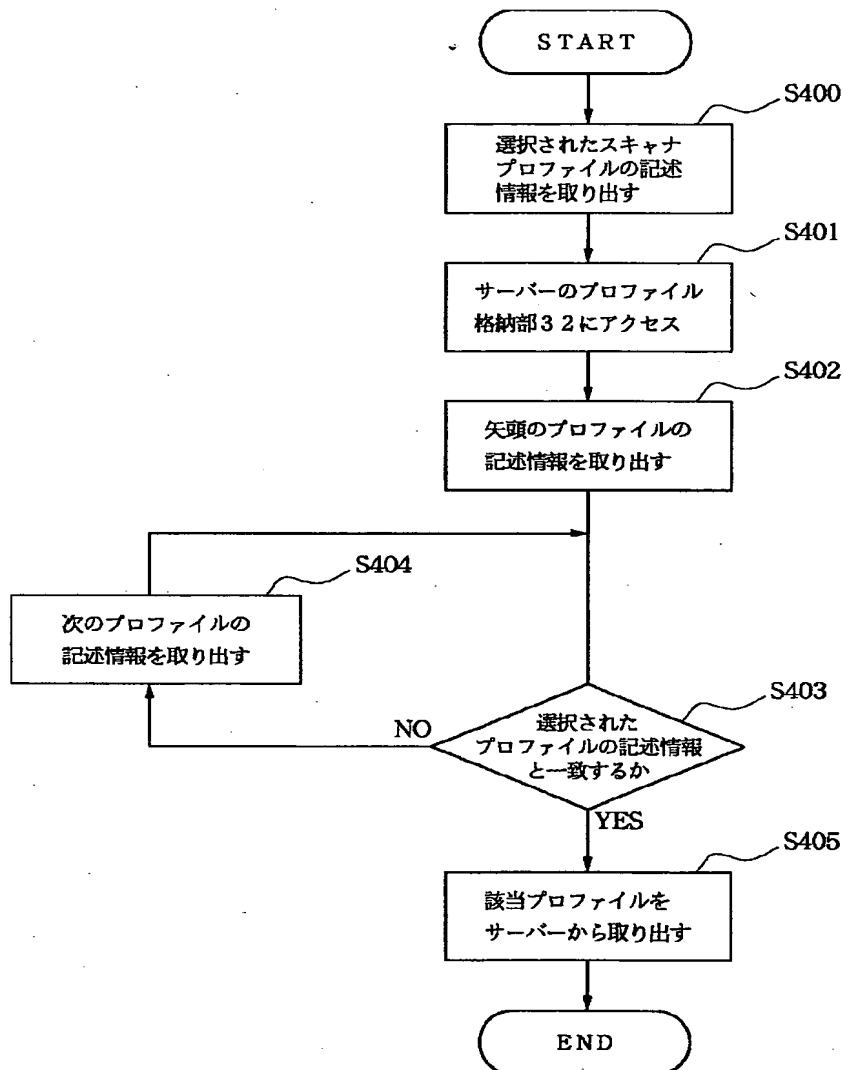 START
S400
選択されたスキャナ
プロファイルの記述
情報を取り出す
S401
サーバーのプロファイル
格納部32にアクセス
S402
矢頭のプロファイルの
記述情報を取り出す
S404
次のプロファイルの
記述情報を取り出す
S403
選択された
プロファイルの記述情報
と一致するか
NO
YES
S405
該当プロファイルを
サーバーから取り出す
END